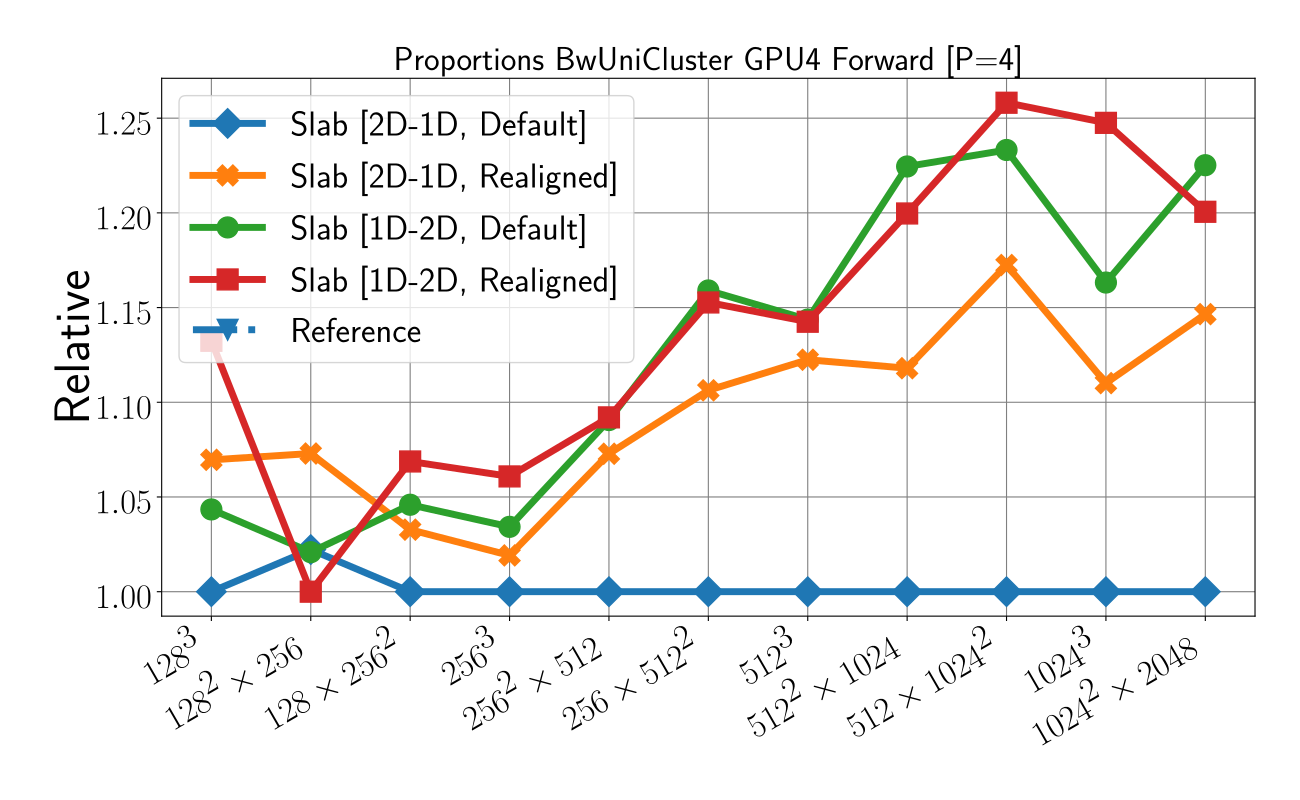 Proportions BwUniCluster GPU4 Forward [P=4]
Relative
1.25
1.20
1.15
1.10
1.05
1.00
Slab [2D-1D, Default]
Slab [2D-1D, Realigned]
Slab [1D-2D, Default]
Slab [1D-2D, Realigned]
Reference
128³
128² × 256
128 × 256²
256³
256² × 512
256 × 512²
512³
512² × 1024
512 × 1024²
1024³
1024² × 2048